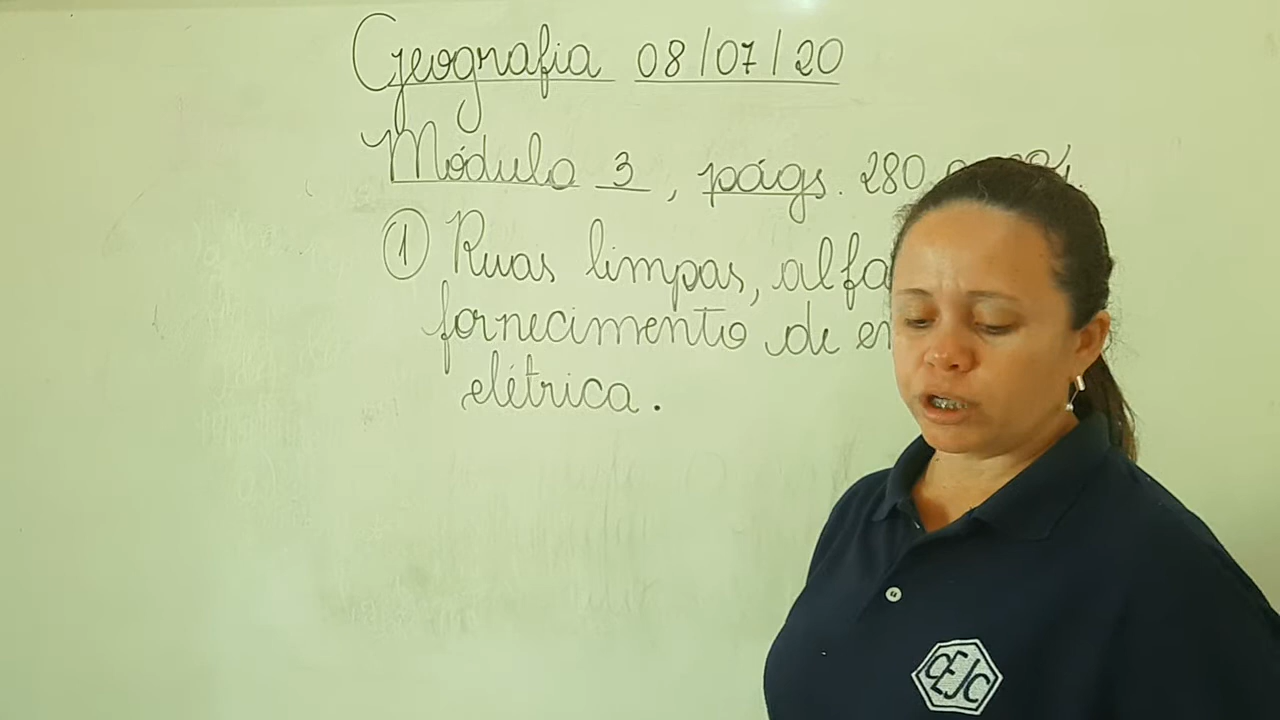 Geografia 08/07/20
Módulo 3, págs. 280
① Ruas limpas,
fornecimento de
elétrica.
CEJC